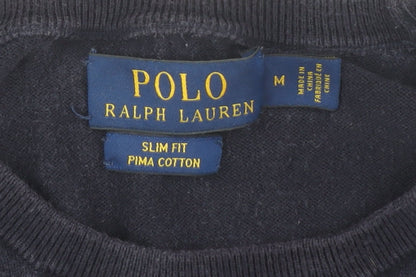 POLO
RALPH LAUREN
M
MADE IN
CHINA
FABRIQUÉ EN
CHINE
SLIM FIT
PIMA COTTON